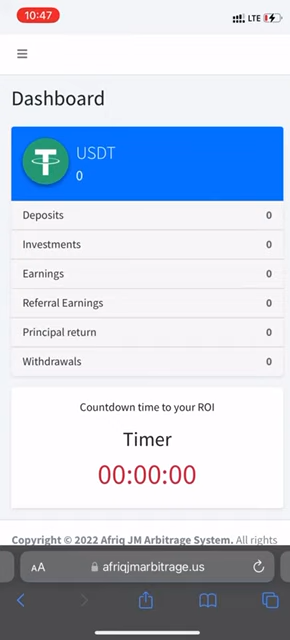 10:47
LTE
Dashboard
USDT
0
Deposits 0
Investments 0
Earnings 0
Referral Earnings 0
Principal return 0
Withdrawals 0
Countdown time to your ROI
Timer
00:00:00
Copyright © 2022 Afriq JM Arbitrage System. All rights
AA afriqjmarbitrage.us